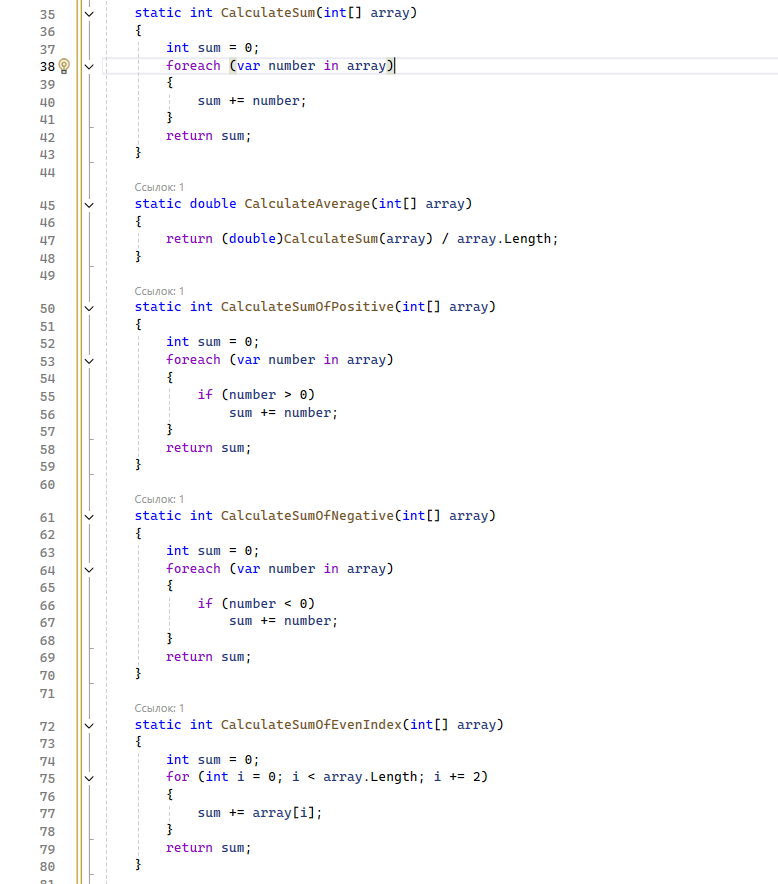 35 static int CalculateSum(int[] array)
36 {
37 int sum = 0;
38 foreach (var number in array)
39 {
40 sum += number;
41 }
42 return sum;
43 }
44
Ссылок: 1
45 static double CalculateAverage(int[] array)
46 {
47 return (double)CalculateSum(array) / array.Length;
48 }
49
Ссылок: 1
50 static int CalculateSumOfPositive(int[] array)
51 {
52 int sum = 0;
53 foreach (var number in array)
54 {
55 if (number > 0)
56 sum += number;
57 }
58 return sum;
59 }
60
Ссылок: 1
61 static int CalculateSumOfNegative(int[] array)
62 {
63 int sum = 0;
64 foreach (var number in array)
65 {
66 if (number < 0)
67 sum += number;
68 }
69 return sum;
70 }
71
Ссылок: 1
72 static int CalculateSumOfEvenIndex(int[] array)
73 {
74 int sum = 0;
75 for (int i = 0; i < array.Length; i += 2)
76 {
77 sum += array[i];
78 }
79 return sum;
80 }
81